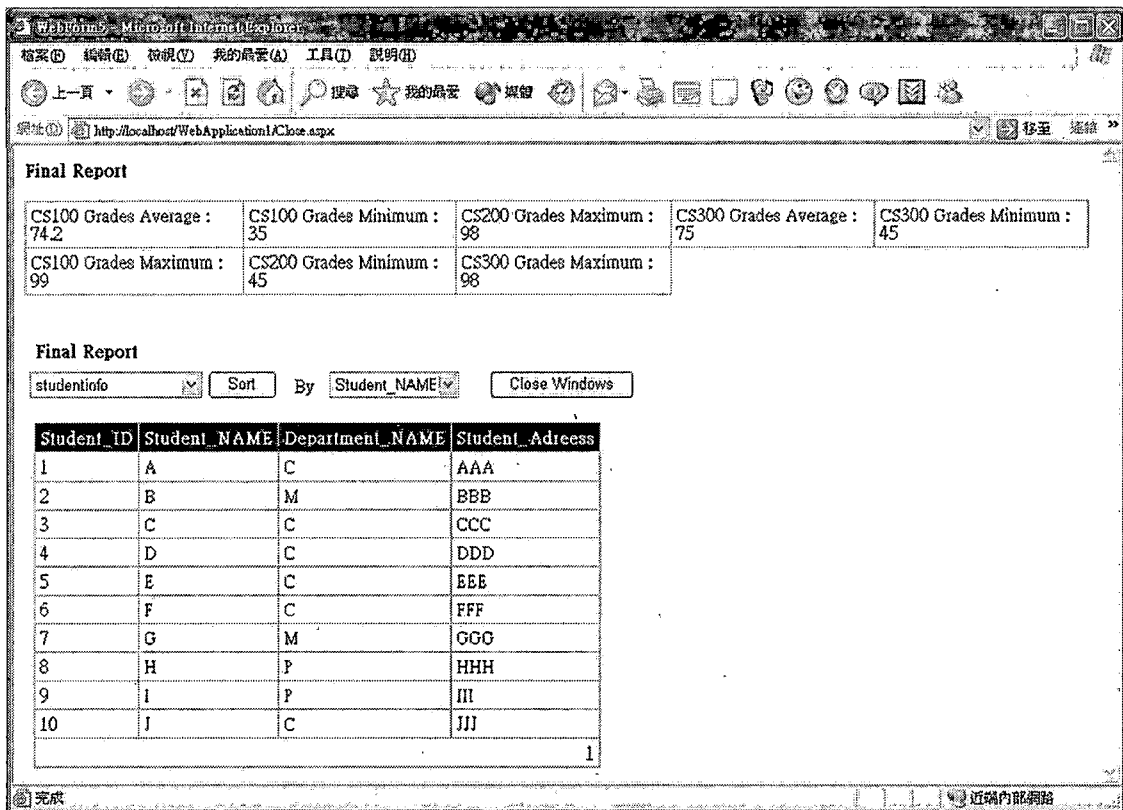 WebForm5 - Microsoft Internet Explorer
檔案(F) 編輯(E) 檢視(V) 我的最愛(A) 工具(T) 說明(H)
上一頁 搜尋 我的最愛 媒體
網址(D) http://localhost/WebApplication1/Close.aspx 移至 連結 »
Final Report
CS100 Grades Average : CS100 Grades Minimum : CS200 Grades Maximum : CS300 Grades Average : CS300 Grades Minimum :
74.2 35 98 75 45
CS100 Grades Maximum : CS200 Grades Minimum : CS300 Grades Maximum :
99 45 98
Final Report
studentinfo Sort By Student_NAME Close Windows
Student_ID Student_NAME Department_NAME Student_Adreess
1 A C AAA
2 B M BBB
3 C C CCC
4 D C DDD
5 E C EEE
6 F C FFF
7 G M GGG
8 H P HHH
9 I P III
10 J C JJJ
1
完成 近端內部網路